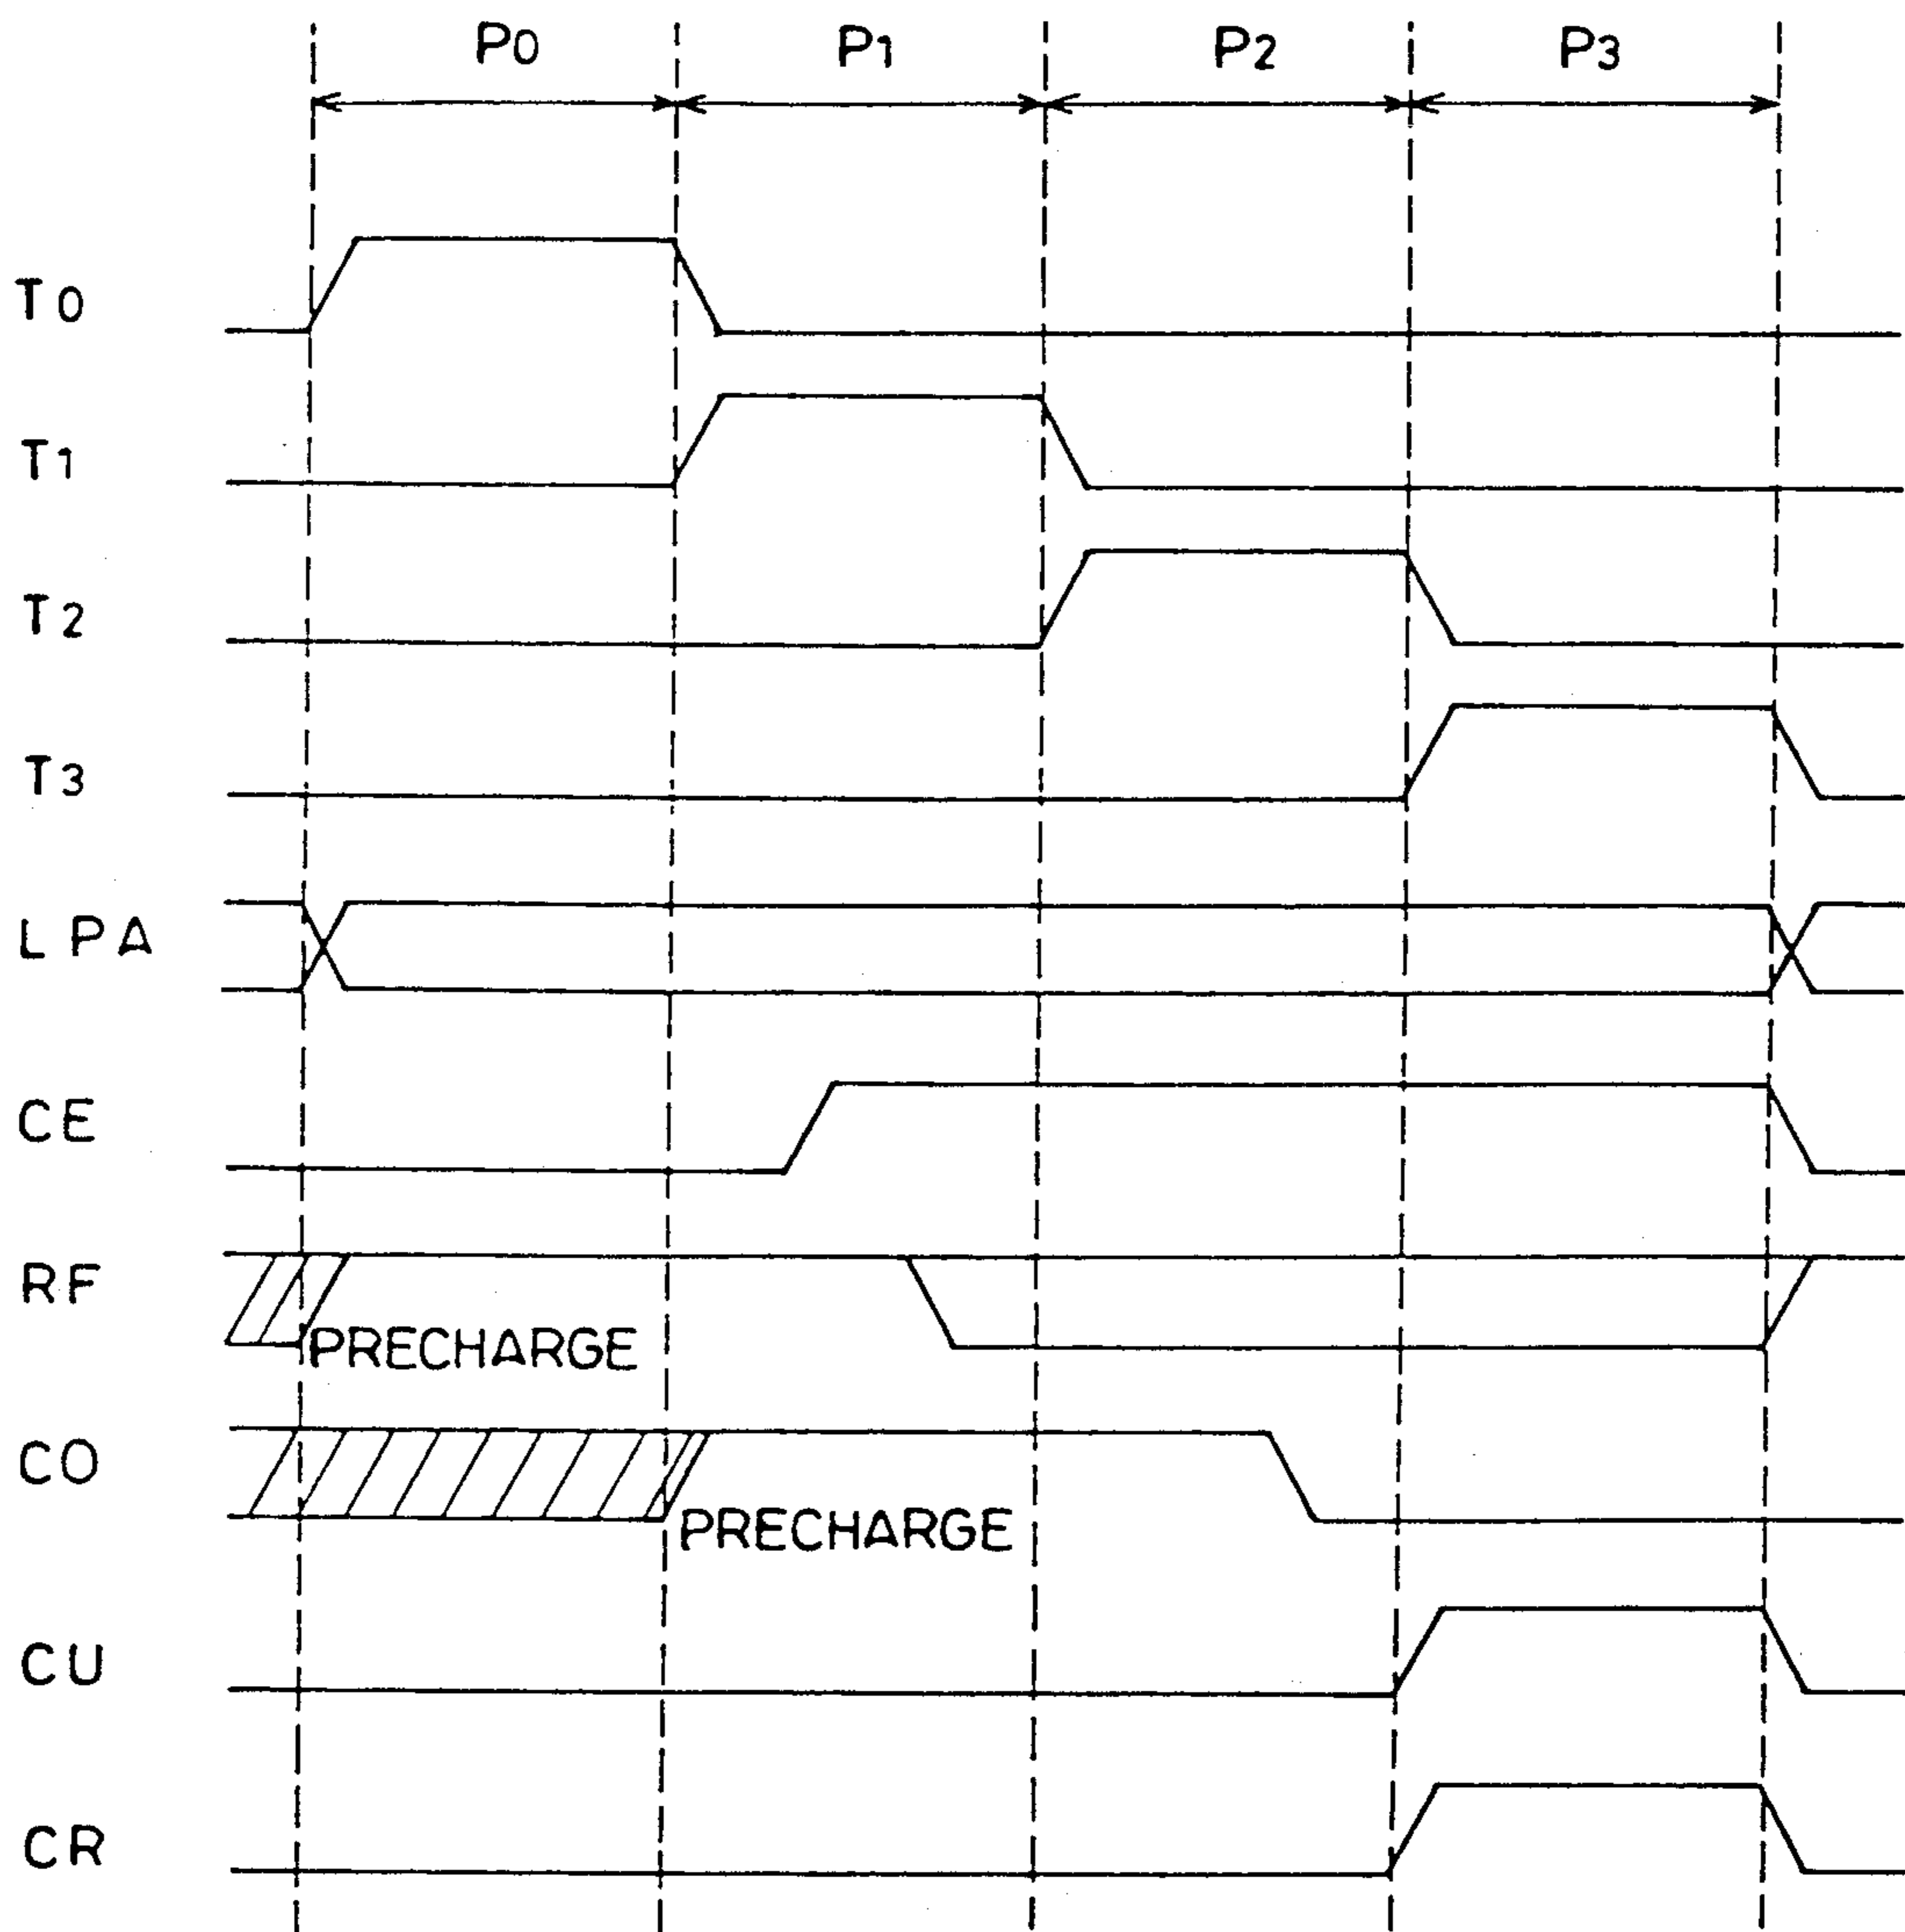 P0 P1 P2 P3
T0
T1
T2
T3
LPA
CE
RF
PRECHARGE
CO
PRECHARGE
CU
CR